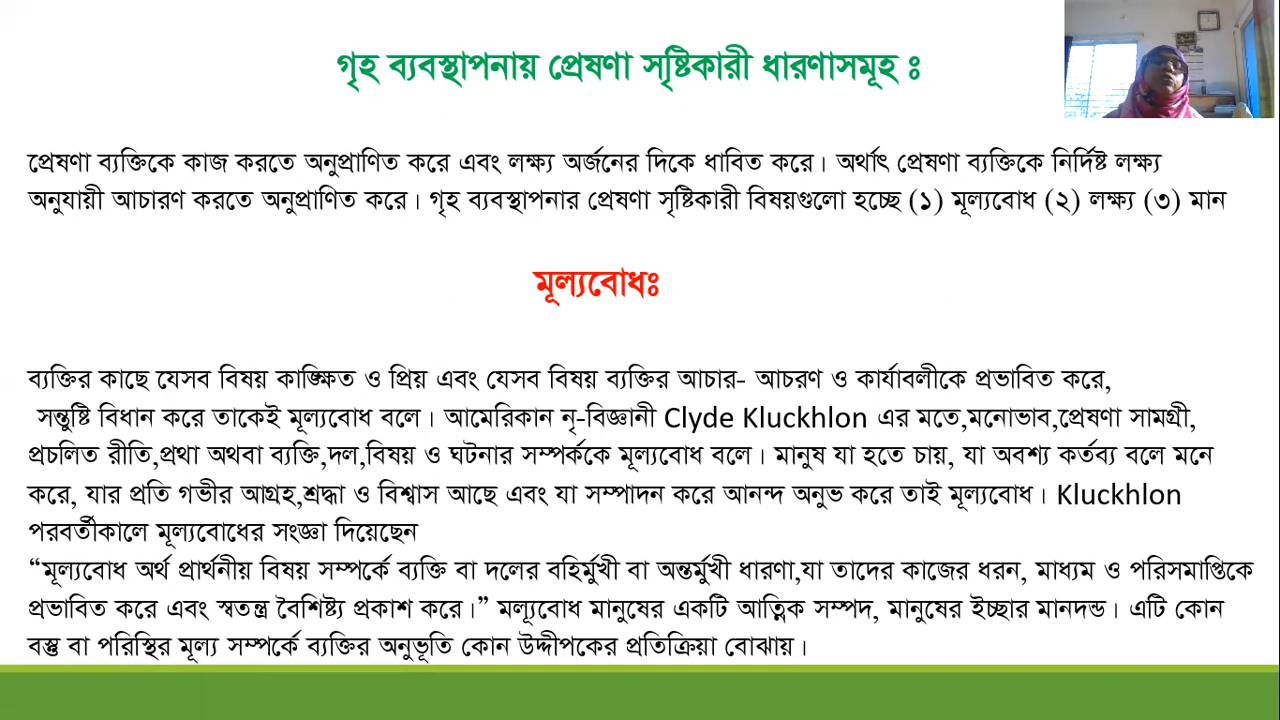 গৃহ ব্যবস্থাপনায় প্রেষণা সৃষ্টিকারী ধারণাসমূহ ঃ
প্রেষণা ব্যক্তিকে কাজ করতে অনুপ্রাণিত করে এবং লক্ষ্য অর্জনের দিকে ধাবিত করে। অর্থাৎ প্রেষণা ব্যক্তিকে নির্দিষ্ট লক্ষ্য
অনুযায়ী আচারণ করতে অনুপ্রাণিত করে। গৃহ ব্যবস্থাপনার প্রেষণা সৃষ্টিকারী বিষয়গুলো হচ্ছে (১) মূল্যবোধ (২) লক্ষ্য (৩) মান
মূল্যবোধঃ
ব্যক্তির কাছে যেসব বিষয় কাঙ্ক্ষিত ও প্রিয় এবং যেসব বিষয় ব্যক্তির আচার- আচরণ ও কার্যাবলীকে প্রভাবিত করে,
সন্তুষ্টি বিধান করে তাকেই মূল্যবোধ বলে। আমেরিকান নৃ-বিজ্ঞানী Clyde Kluckhlon এর মতে,মনোভাব,প্রেষণা সামগ্রী,
প্রচলিত রীতি,প্রথা অথবা ব্যক্তি,দল,বিষয় ও ঘটনার সম্পর্ককে মূল্যবোধ বলে। মানুষ যা হতে চায়, যা অবশ্য কর্তব্য বলে মনে
করে, যার প্রতি গভীর আগ্রহ,শ্রদ্ধা ও বিশ্বাস আছে এবং যা সম্পাদন করে আনন্দ অনুভ করে তাই মূল্যবোধ। Kluckhlon
পরবর্তীকালে মূল্যবোধের সংজ্ঞা দিয়েছেন
“মূল্যবোধ অর্থ প্রার্থনীয় বিষয় সম্পর্কে ব্যক্তি বা দলের বহির্মুখী বা অন্তর্মুখী ধারণা,যা তাদের কাজের ধরন, মাধ্যম ও পরিসমাপ্তিকে
প্রভাবিত করে এবং স্বতন্ত্র বৈশিষ্ট্য প্রকাশ করে।” মল্যূবোধ মানুষের একটি আত্নিক সম্পদ, মানুষের ইচ্ছার মানদন্ড। এটি কোন
বস্তু বা পরিস্থির মূল্য সম্পর্কে ব্যক্তির অনুভূতি কোন উদ্দীপকের প্রতিক্রিয়া বোঝায়।